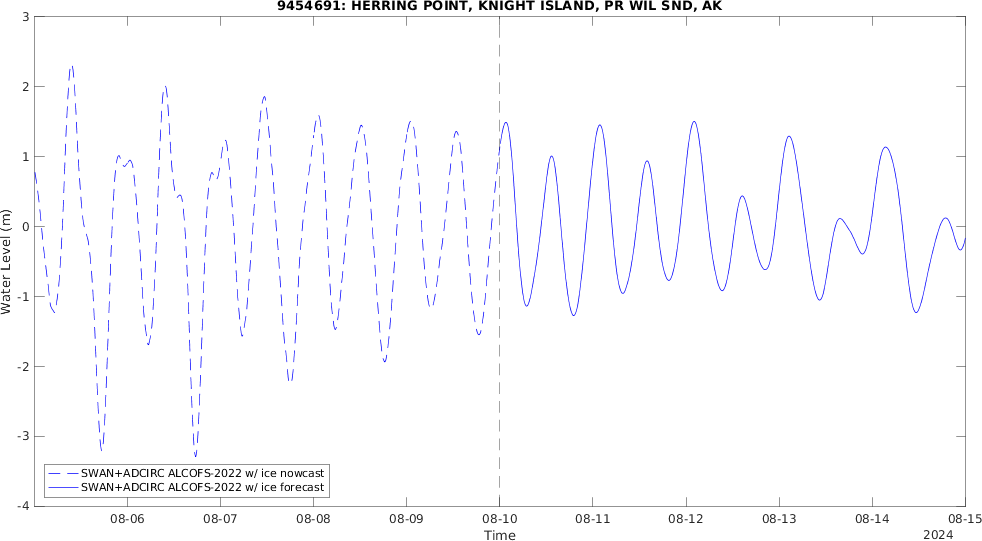 9454691: HERRING POINT, KNIGHT ISLAND, PR WIL SND, AK
3
2
1
0
-1
-2
-3
-4
Water Level (m)
SWAN+ADCIRC ALCOFS-2022 w/ ice nowcast
SWAN+ADCIRC ALCOFS-2022 w/ ice forecast
08-06 08-07 08-08 08-09 08-10 08-11 08-12 08-13 08-14 08-15
Time
2024